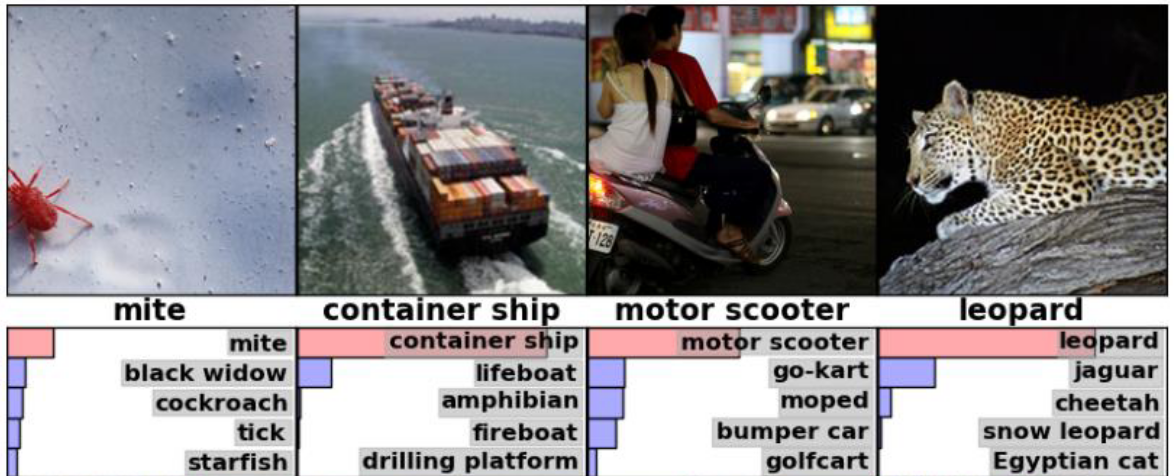 T-128
mite
container ship
motor scooter
leopard
mite
black widow
cockroach
tick
starfish
container ship
lifeboat
amphibian
fireboat
drilling platform
motor scooter
go-kart
moped
bumper car
golfcart
leopard
jaguar
cheetah
snow leopard
Egyptian cat